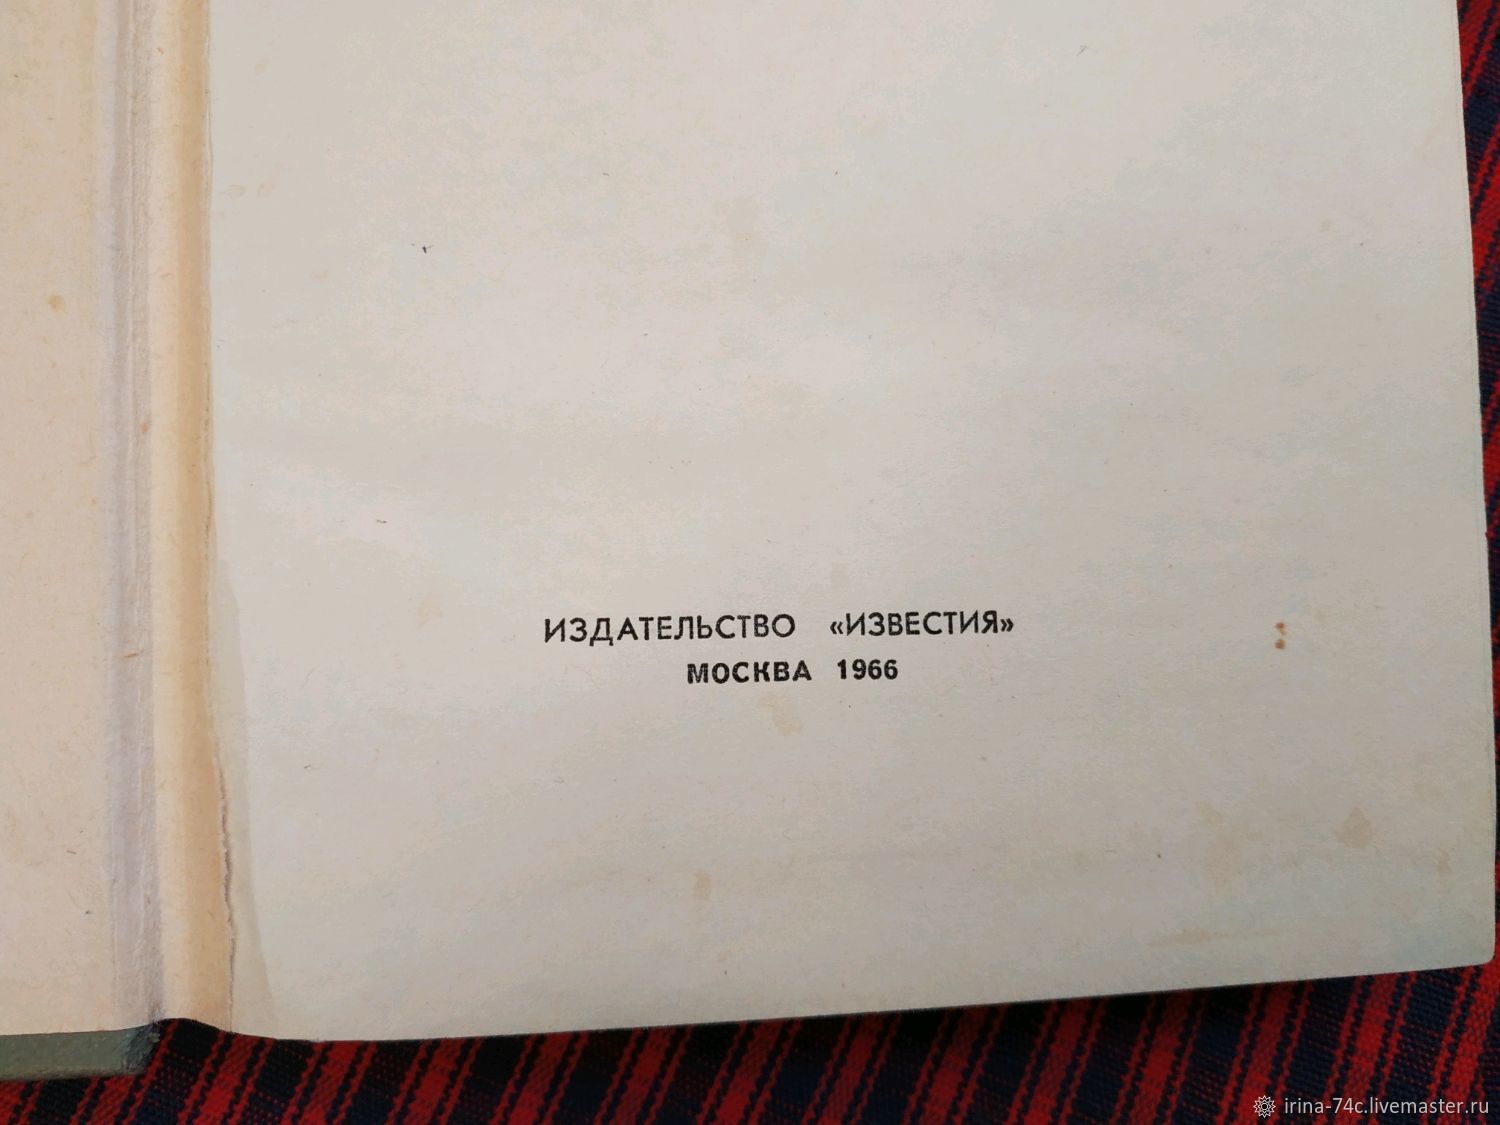 ИЗДАТЕЛЬСТВО «ИЗВЕСТИЯ»
МОСКВА 1966
irina-74c.livemaster.ru